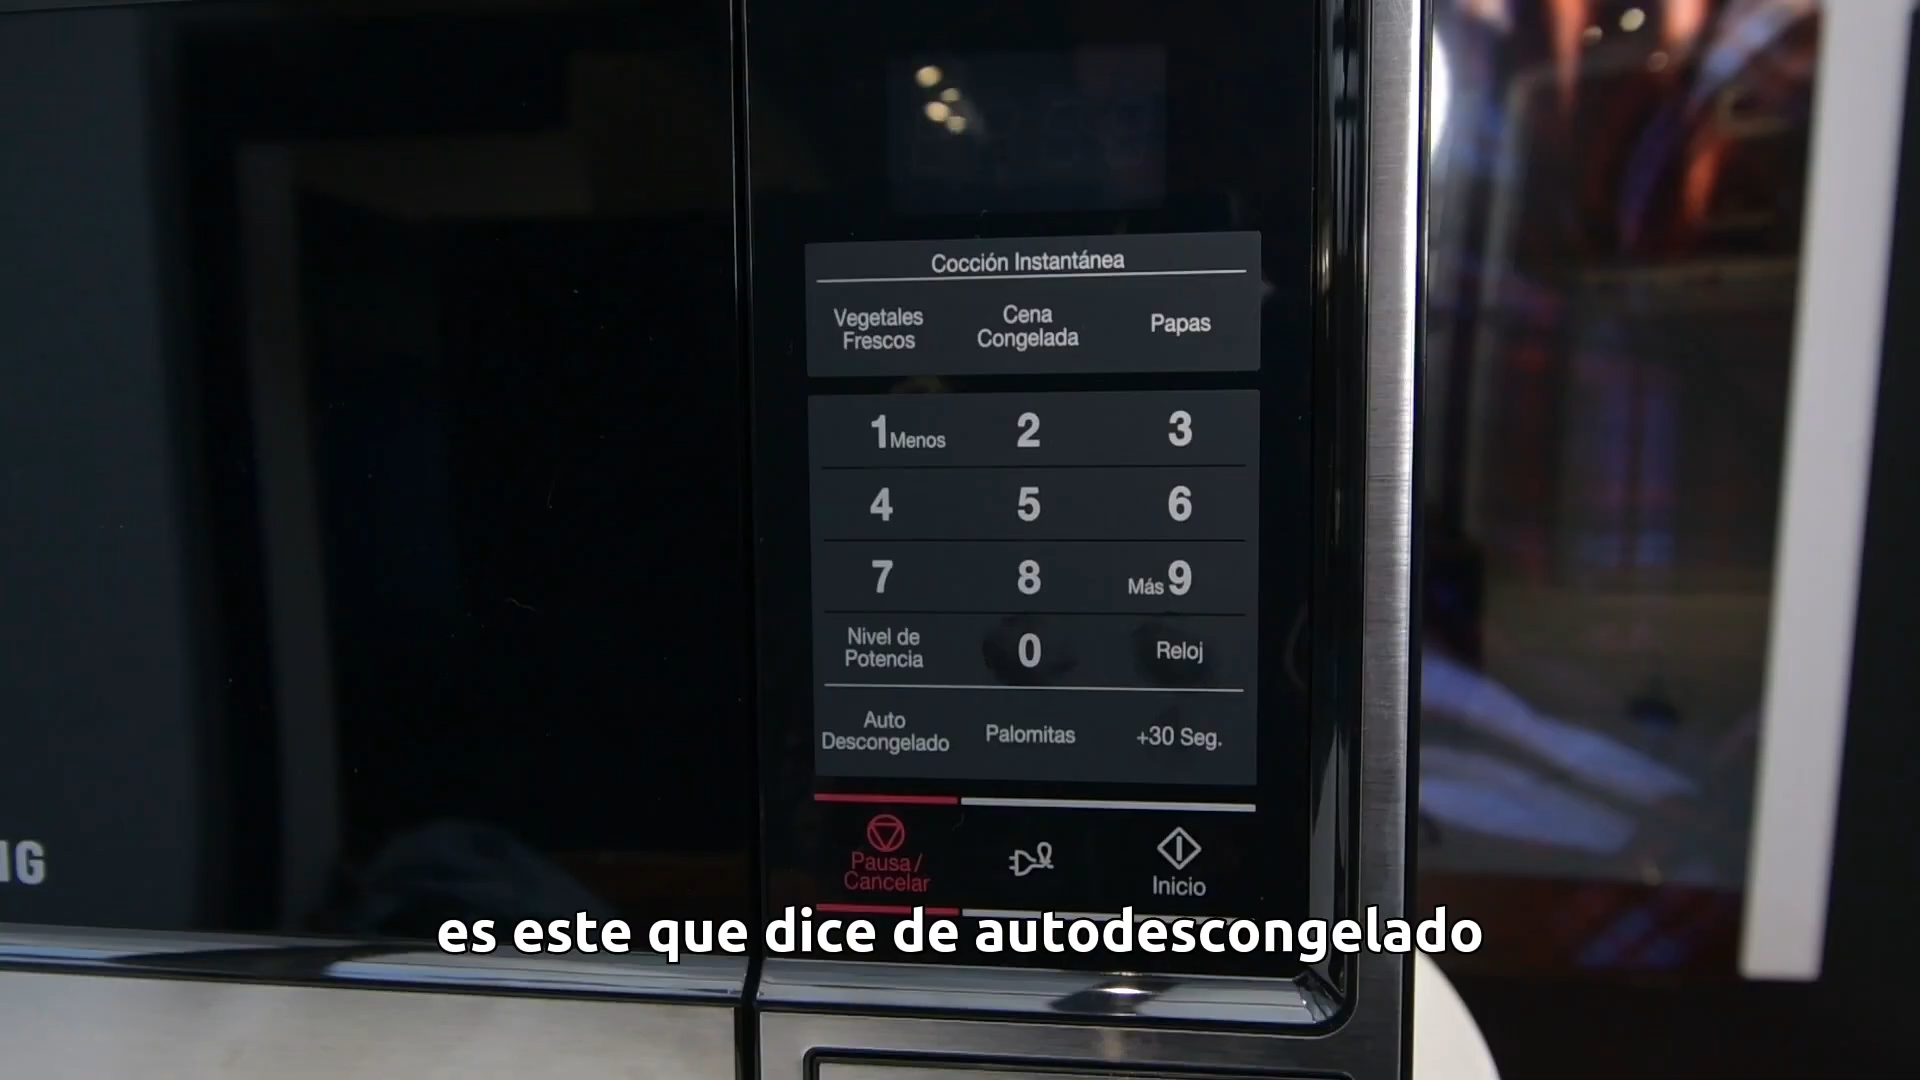 Cocción Instantánea
Vegetales
Frescos
Cena
Congelada
Papas
1 Menos
2
3
4
5
6
7
8
Más 9
Nivel de
Potencia
0
Reloj
Auto
Descongelado
Palomitas
+30 Seg.
Pausa/
Cancelar
Inicio
NG
es este que dice de autodescongelado